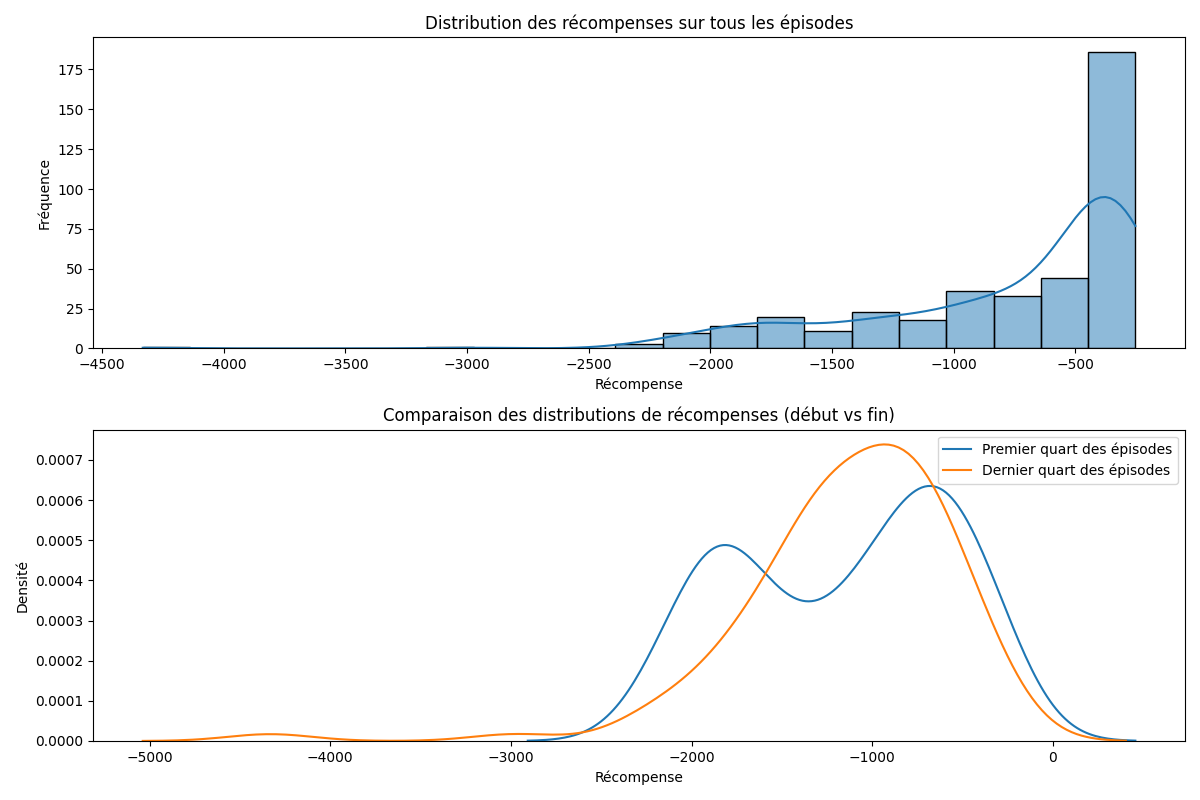 Distribution des récompenses sur tous les épisodes
Fréquence
175
150
125
100
75
50
25
0
−4500 −4000 −3500 −3000 −2500 −2000 −1500 −1000 −500
Récompense
Comparaison des distributions de récompenses (début vs fin)
Premier quart des épisodes
Dernier quart des épisodes
Densité
0.0007
0.0006
0.0005
0.0004
0.0003
0.0002
0.0001
0.0000
−5000 −4000 −3000 −2000 −1000 0
Récompense